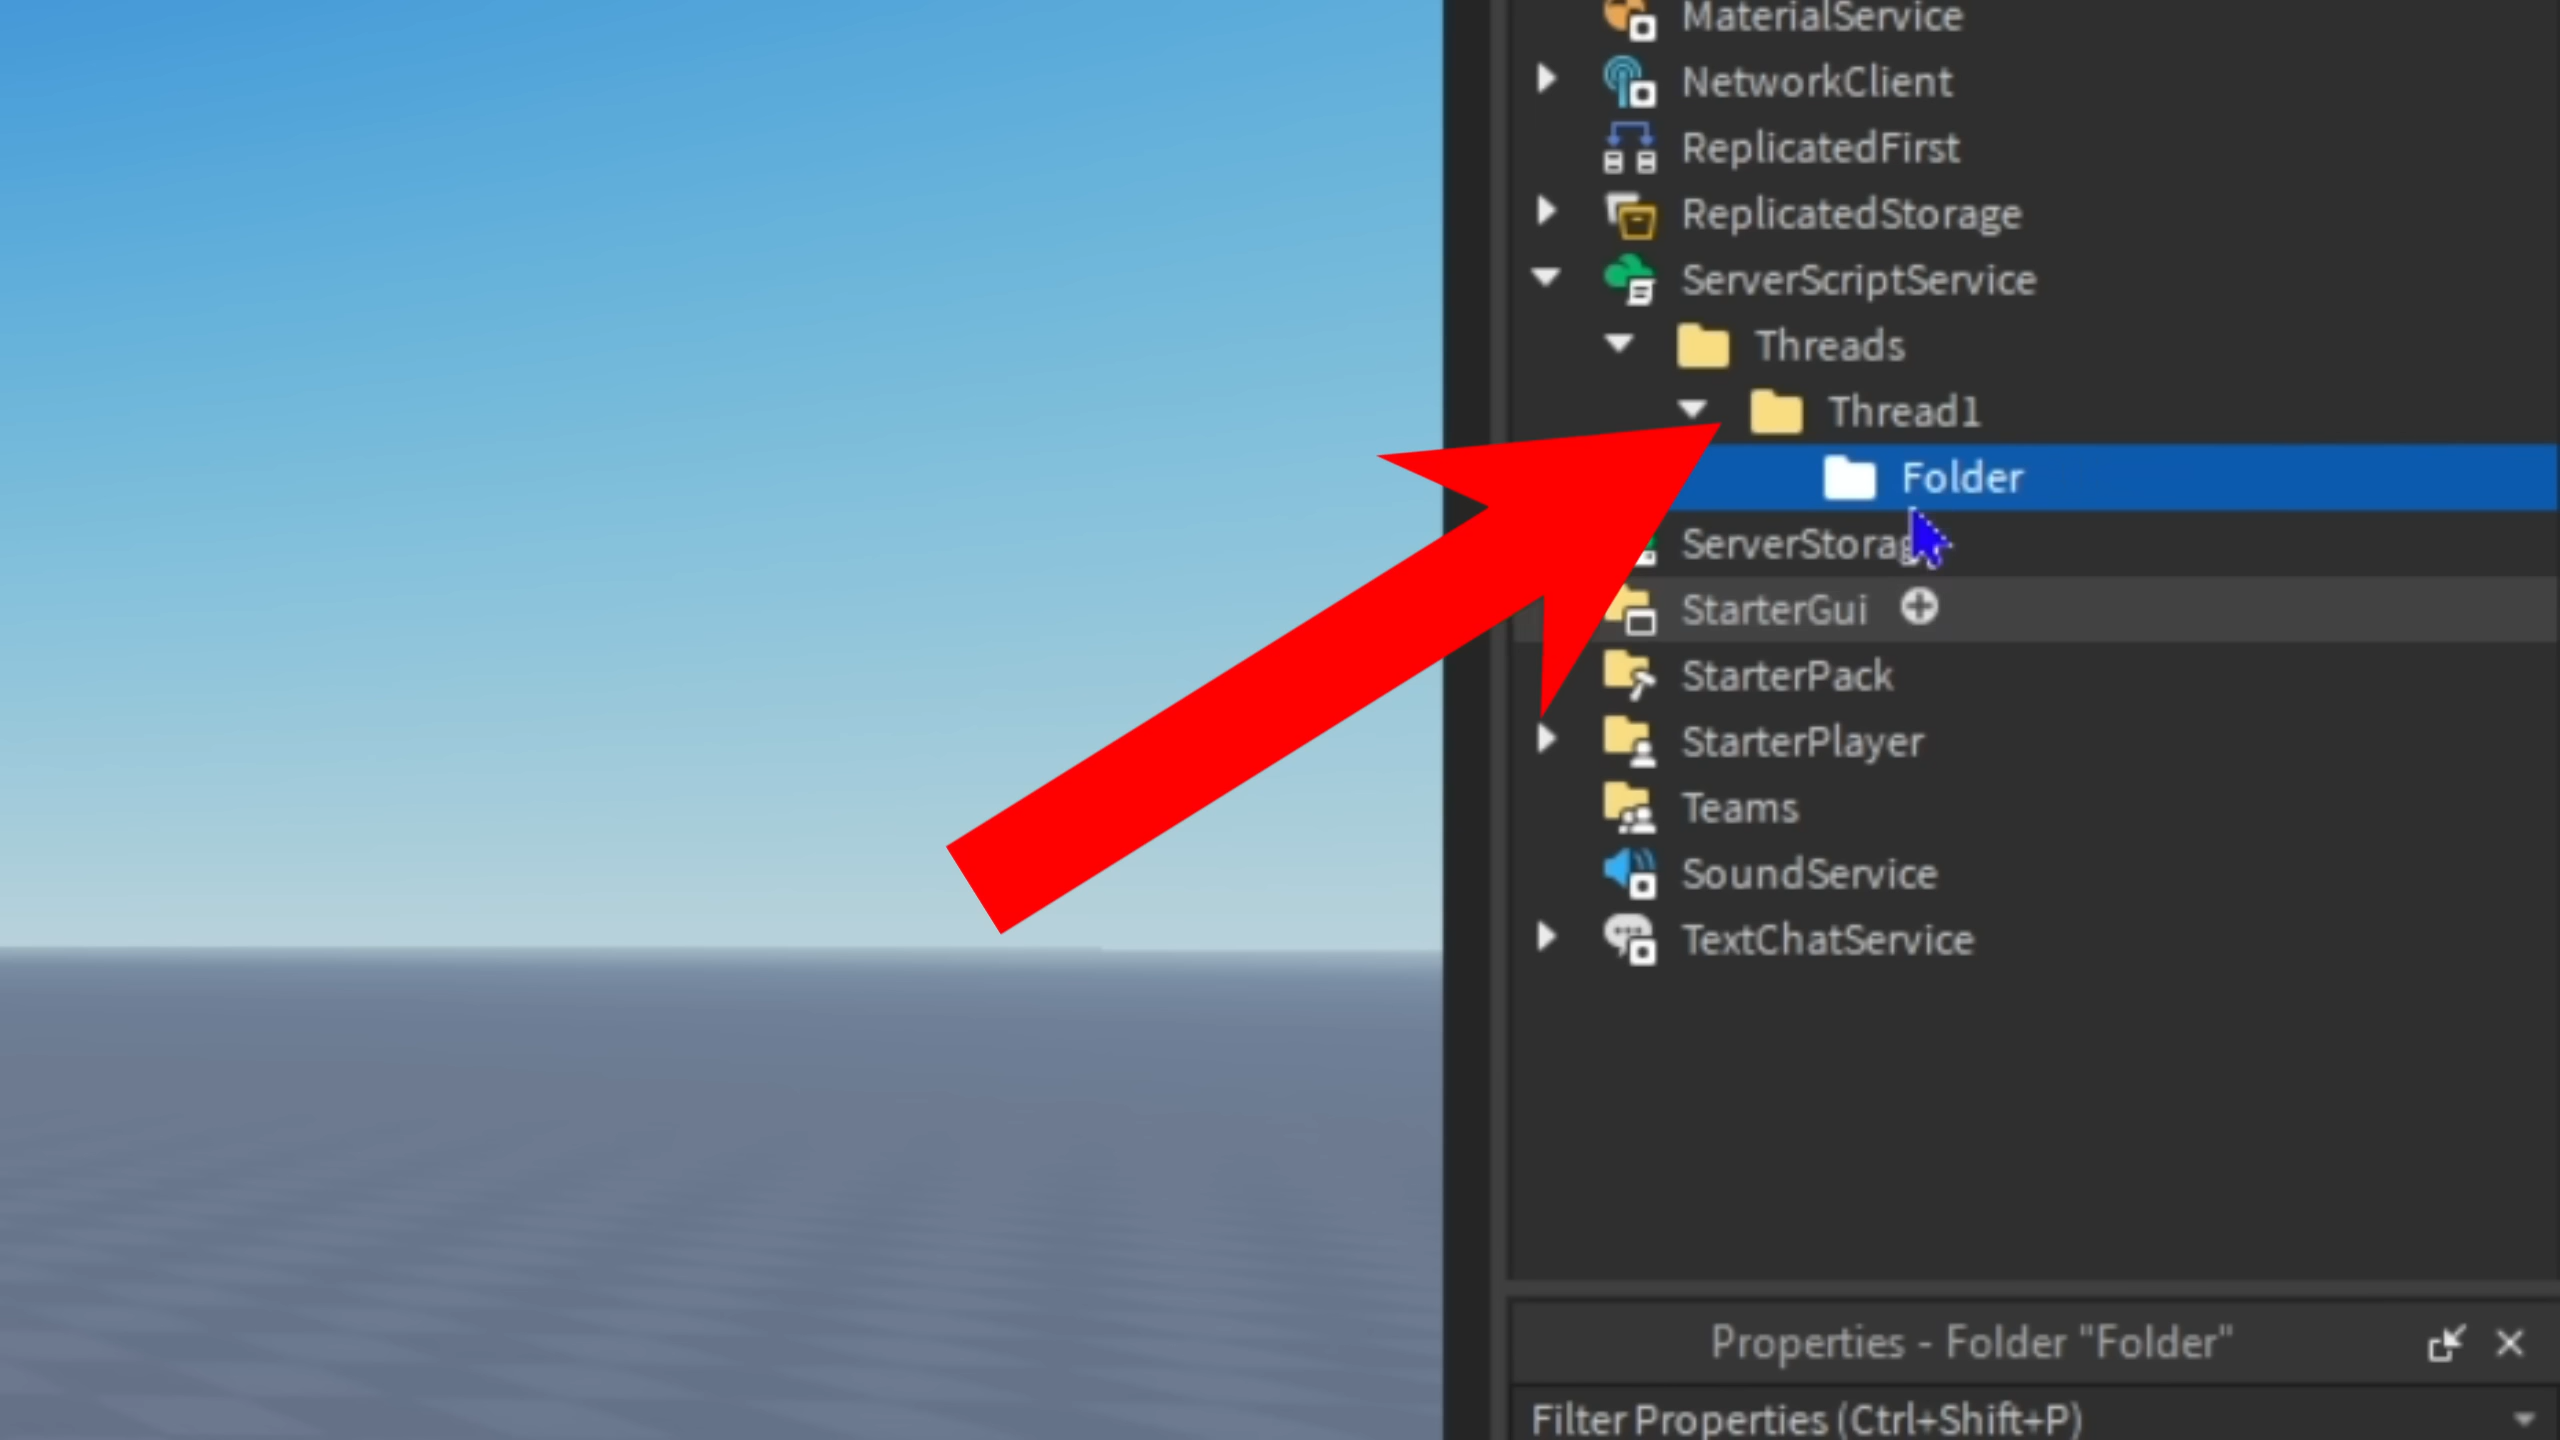 MaterialService
NetworkClient
ReplicatedFirst
ReplicatedStorage
ServerScriptService
Threads
Thread1
Folder
ServerStorage
StarterGui
StarterPack
StarterPlayer
Teams
SoundService
TextChatService
Properties - Folder "Folder"
Filter Properties (Ctrl+Shift+P)